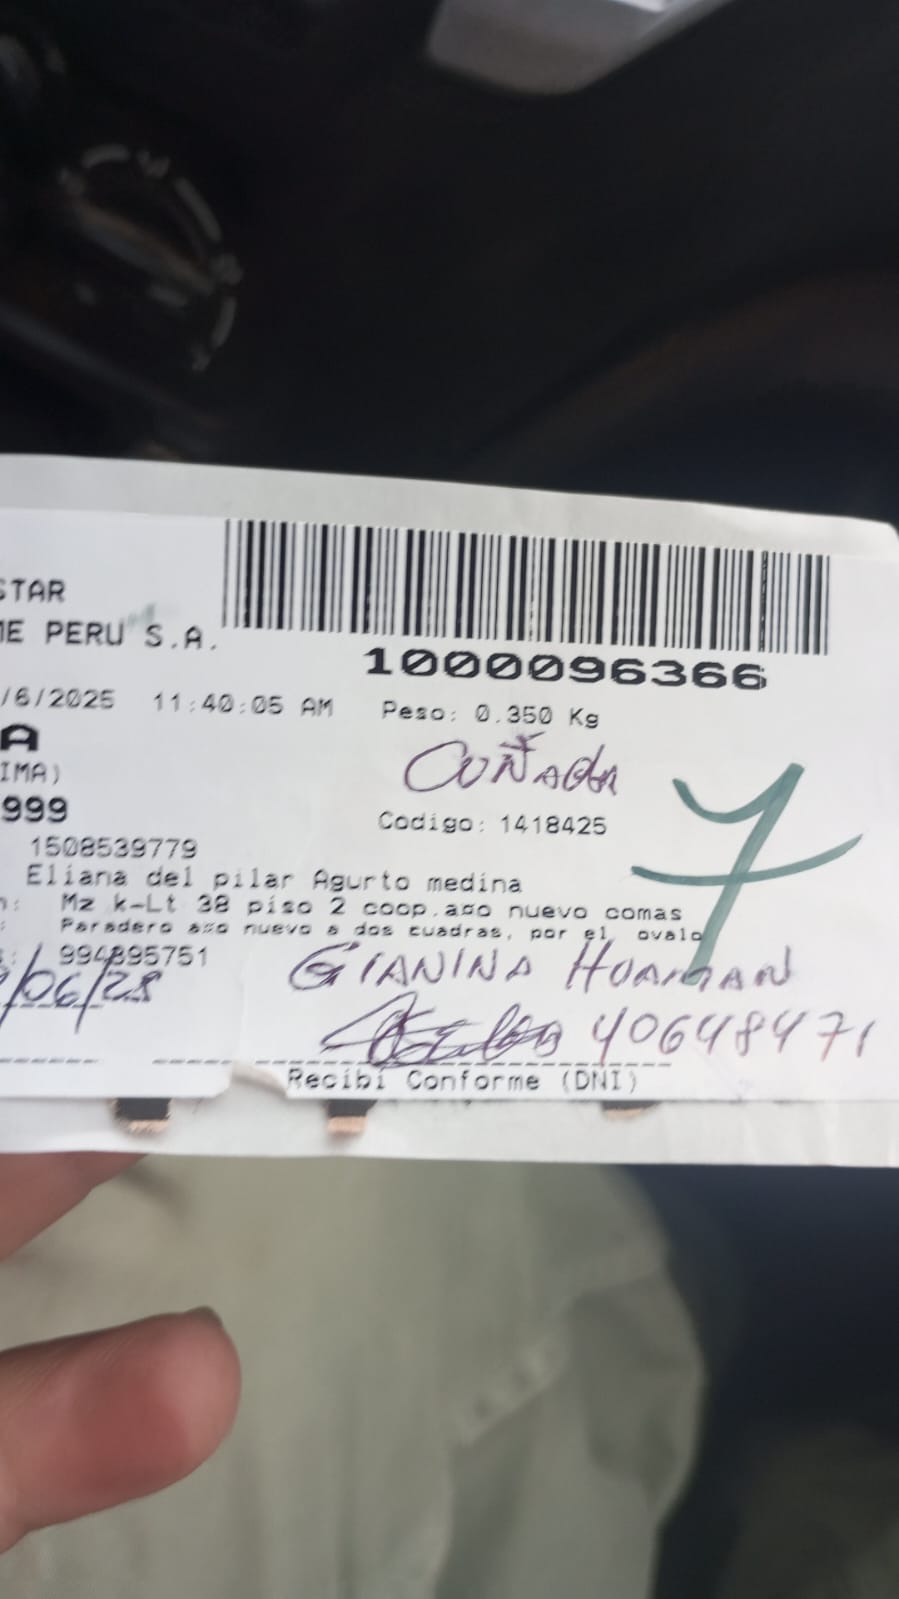 STAR
ME PERU S.A.
1000096366
/6/2025 11:40:05 AM Peso: 0.350 Kg
A
CUÑADA
IMA)
999
Codigo: 1418425
1508539779
Eliana del pilar Agurto medina
Mz k-Lt 38 piso 2 coop.año nuevo comas
Paradero año nuevo a dos cuadras, por el ovalo
994895751
GIANINA HUAMAN
/06/25
40648471
Recibi Conforme (DNI)
7